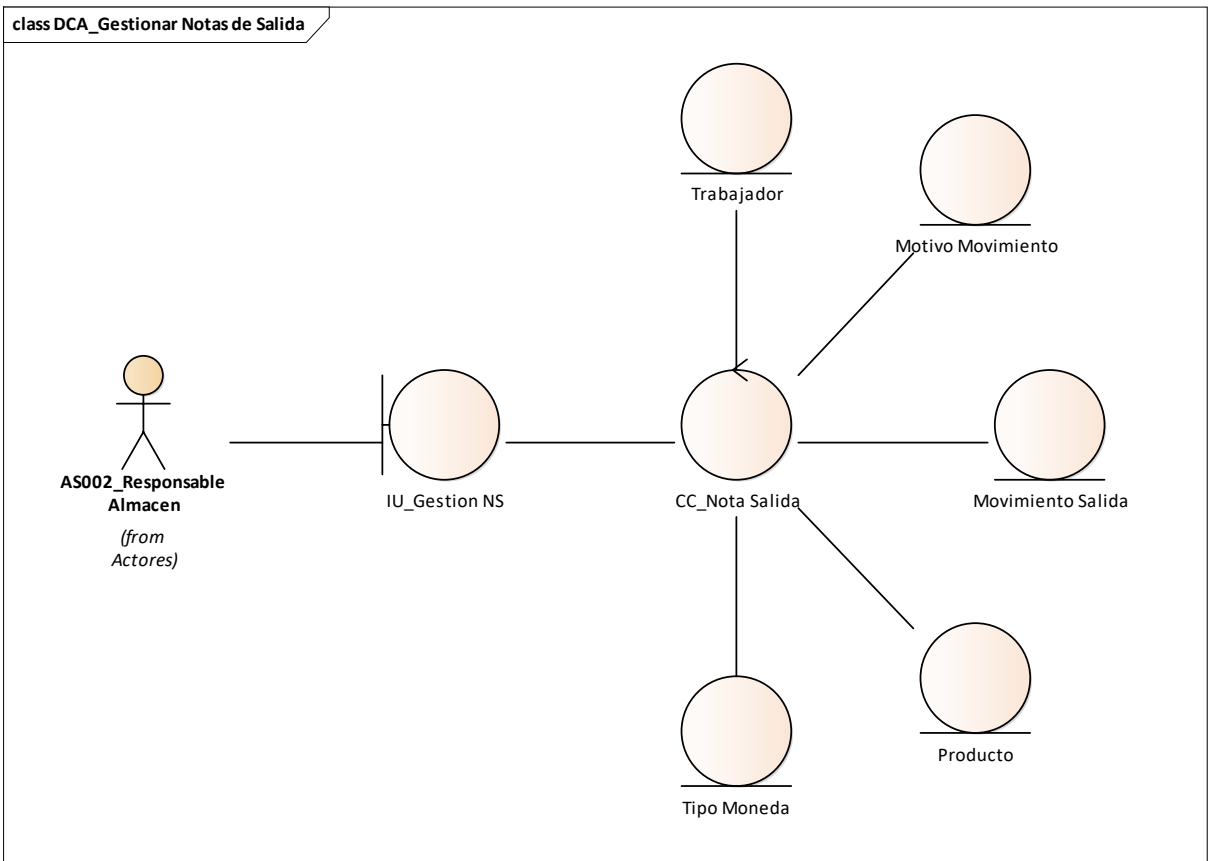 class DCA_Gestionar Notas de Salida
Trabajador
Motivo Movimiento
AS002_Responsable
Almacen
(from
Actores)
IU_Gestion NS
CC_Nota Salida
Movimiento Salida
Producto
Tipo Moneda